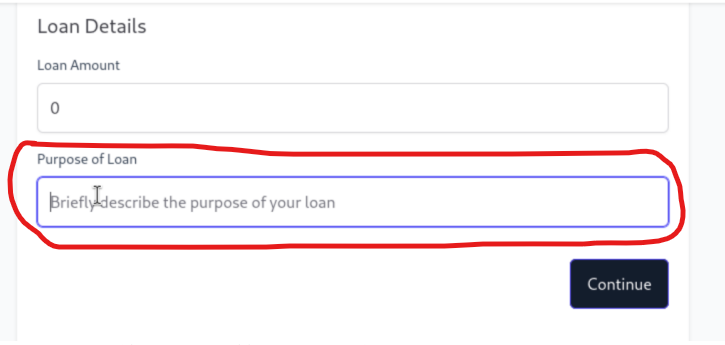 Loan Details
Loan Amount
0
Purpose of Loan
Briefly describe the purpose of your loan
Continue